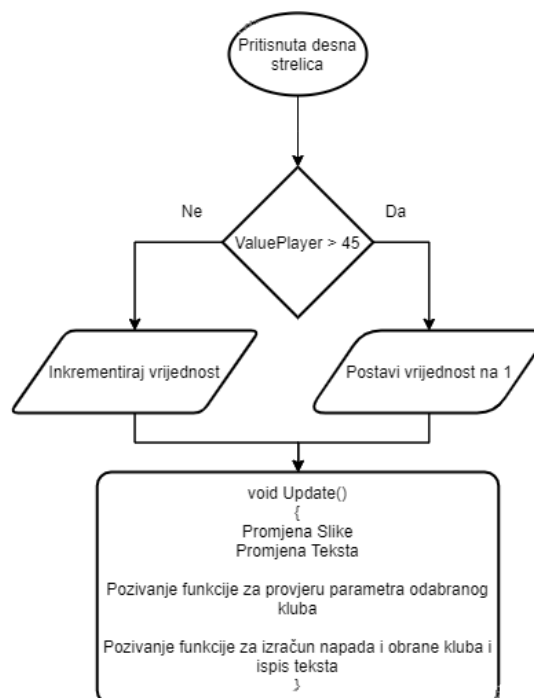 Pritisnuta desna
strelica
Ne
Da
ValuePlayer > 45
Inkrementiraj vrijednost
Postavi vrijednost na 1
void Update()
{
Promjena Slike
Promjena Teksta
Pozivanje funkcije za provjeru parametra odabranog
kluba
Pozivanje funkcije za izračun napada i obrane kluba i
ispis teksta
}